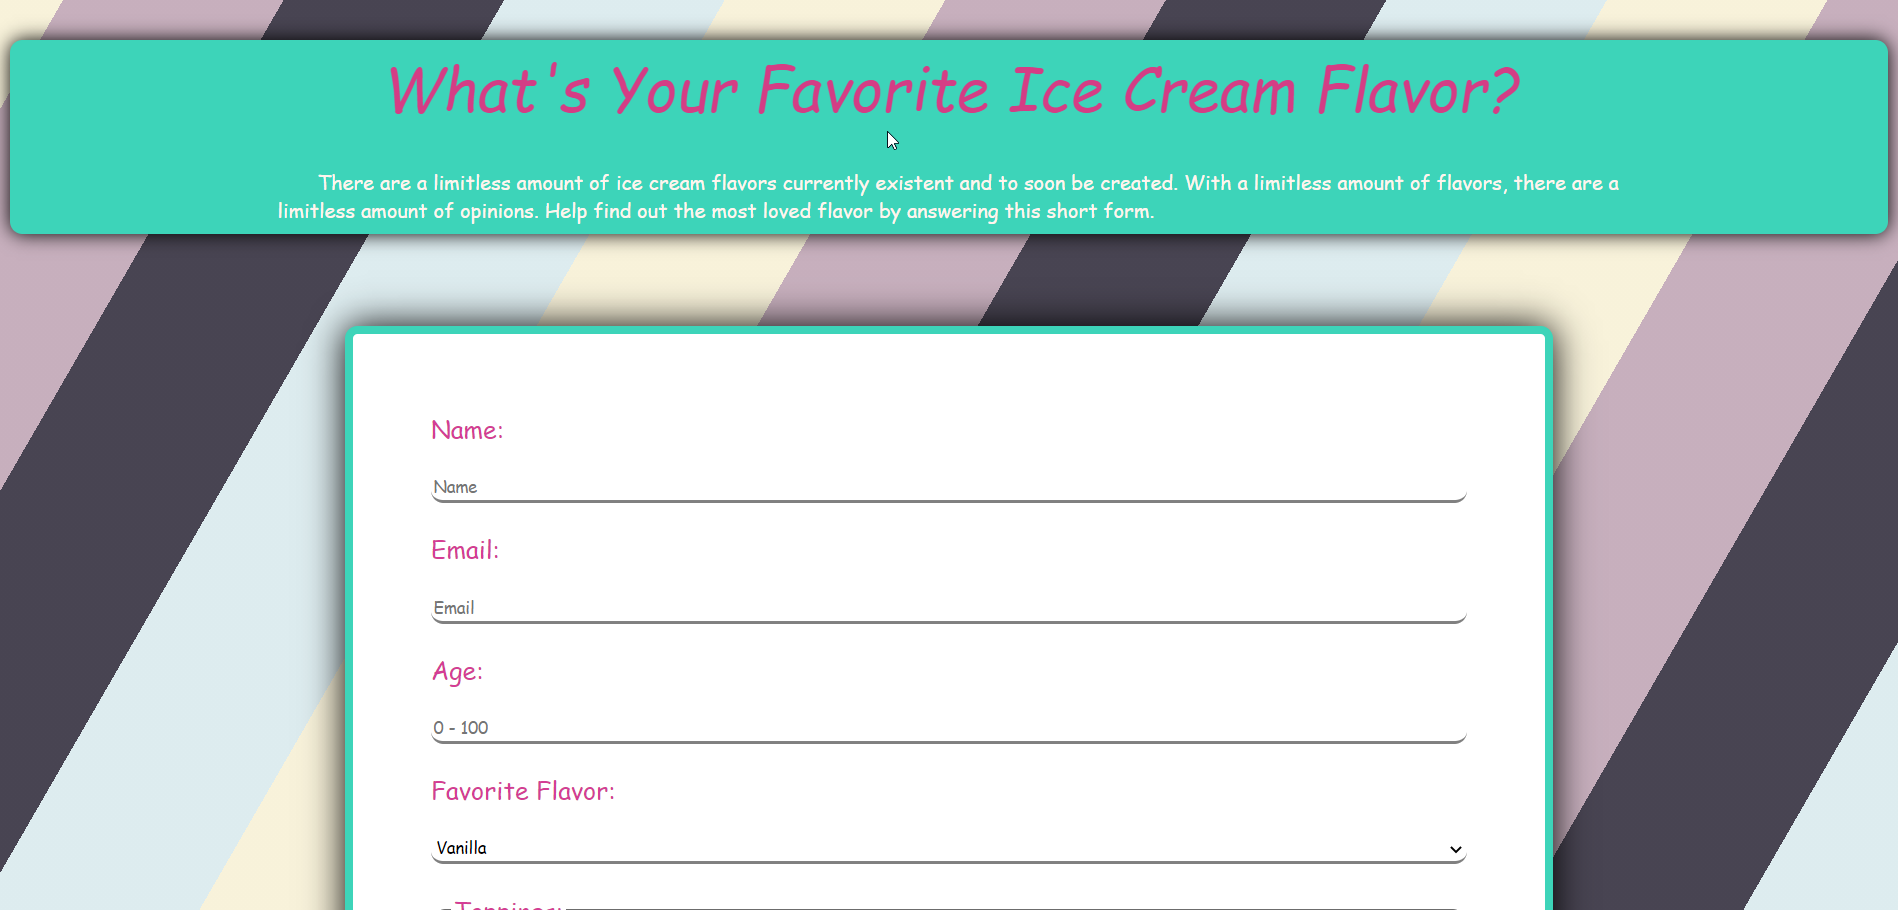 What's Your Favorite Ice Cream Flavor?
There are a limitless amount of ice cream flavors currently existent and to soon be created. With a limitless amount of flavors, there are a
limitless amount of opinions. Help find out the most loved flavor by answering this short form.
Name:
Name
Email:
Email
Age:
0 - 100
Favorite Flavor:
Vanilla